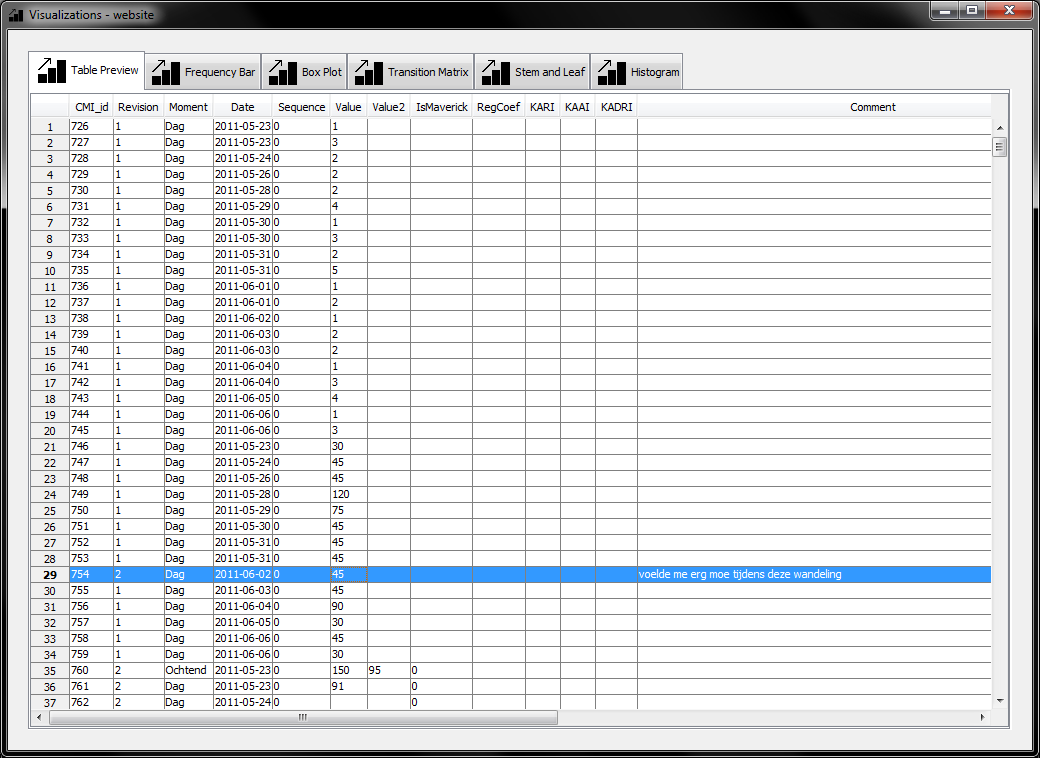 Visualizations - website
Table Preview Frequency Bar Box Plot Transition Matrix Stem and Leaf Histogram
CMI_id Revision Moment Date Sequence Value Value2 IsMaverick RegCoef KARI KAAI KADRI Comment
1 726 1 Dag 2011-05-23 0 1
2 727 1 Dag 2011-05-23 0 3
3 728 1 Dag 2011-05-24 0 2
4 729 1 Dag 2011-05-26 0 2
5 730 1 Dag 2011-05-28 0 2
6 731 1 Dag 2011-05-29 0 4
7 732 1 Dag 2011-05-30 0 1
8 733 1 Dag 2011-05-30 0 3
9 734 1 Dag 2011-05-31 0 2
10 735 1 Dag 2011-05-31 0 5
11 736 1 Dag 2011-06-01 0 1
12 737 1 Dag 2011-06-01 0 2
13 738 1 Dag 2011-06-02 0 1
14 739 1 Dag 2011-06-03 0 2
15 740 1 Dag 2011-06-03 0 2
16 741 1 Dag 2011-06-04 0 1
17 742 1 Dag 2011-06-04 0 3
18 743 1 Dag 2011-06-05 0 4
19 744 1 Dag 2011-06-06 0 1
20 745 1 Dag 2011-06-06 0 3
21 746 1 Dag 2011-05-23 0 30
22 747 1 Dag 2011-05-24 0 45
23 748 1 Dag 2011-05-26 0 45
24 749 1 Dag 2011-05-28 0 120
25 750 1 Dag 2011-05-29 0 75
26 751 1 Dag 2011-05-30 0 45
27 752 1 Dag 2011-05-31 0 45
28 753 1 Dag 2011-05-31 0 45
29 754 2 Dag 2011-06-02 0 45 voelde me erg moe tijdens deze wandeling
30 755 1 Dag 2011-06-03 0 45
31 756 1 Dag 2011-06-04 0 90
32 757 1 Dag 2011-06-05 0 30
33 758 1 Dag 2011-06-06 0 45
34 759 1 Dag 2011-06-06 0 30
35 760 2 Ochtend 2011-05-23 0 150 95 0
36 761 2 Dag 2011-05-23 0 91 0
37 762 2 Dag 2011-05-24 0 0